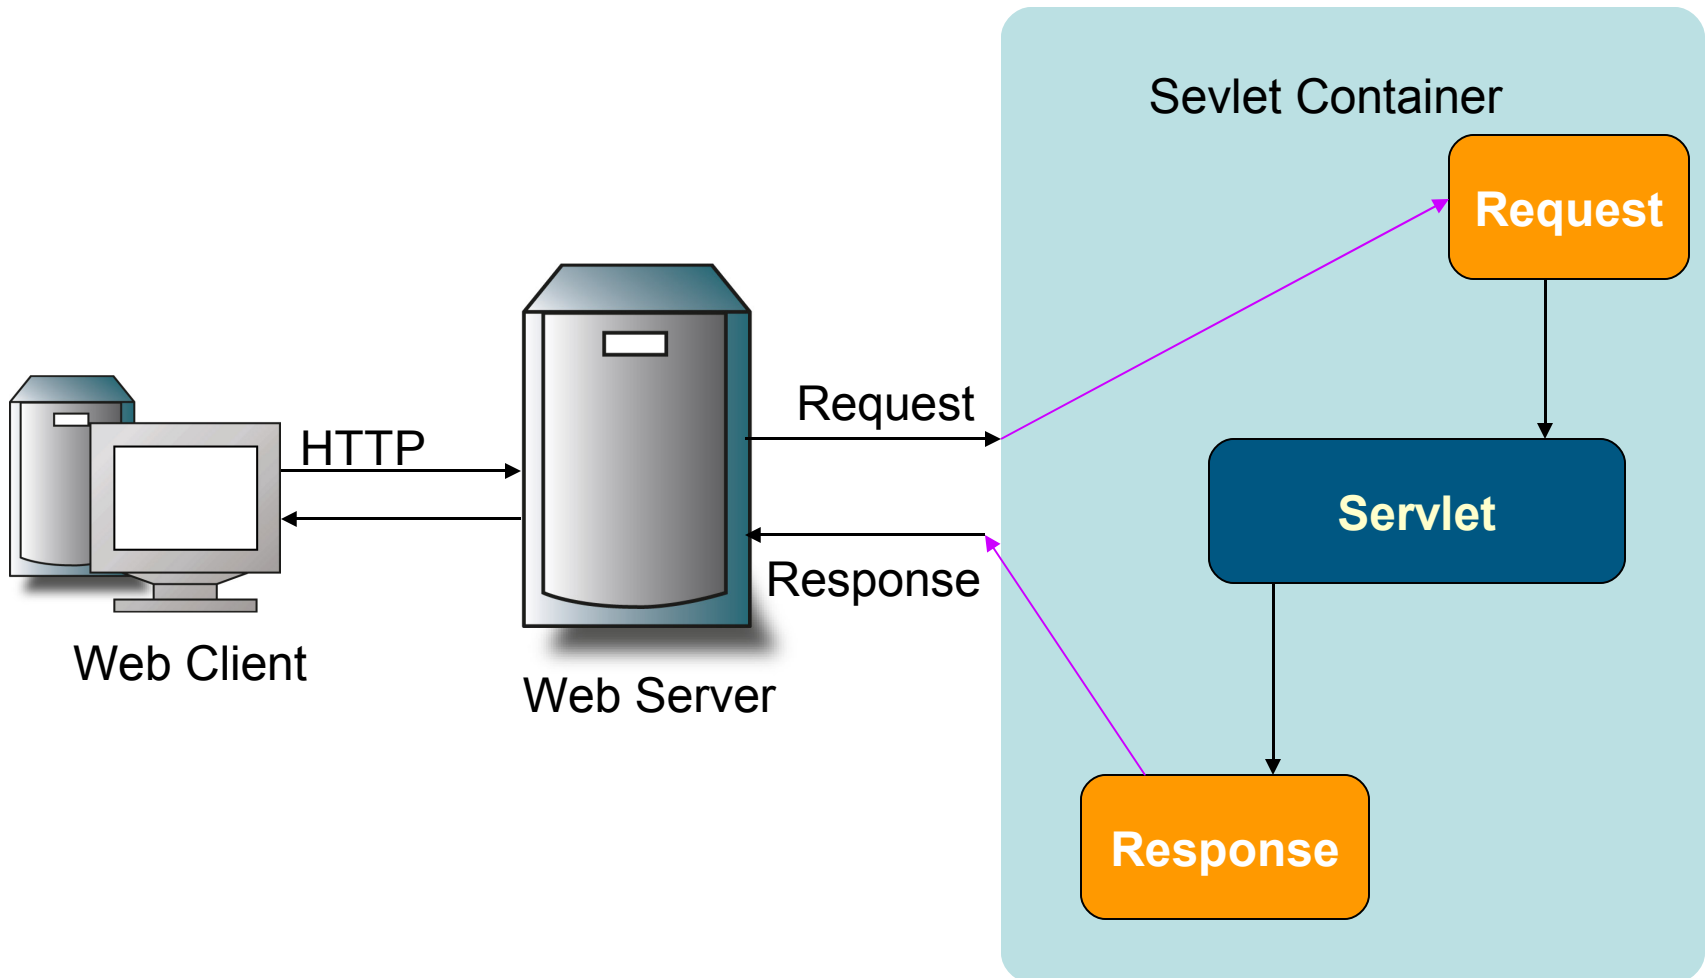 Sevlet Container
Request
Request
HTTP
Servlet
Response
Web Client
Web Server
Response